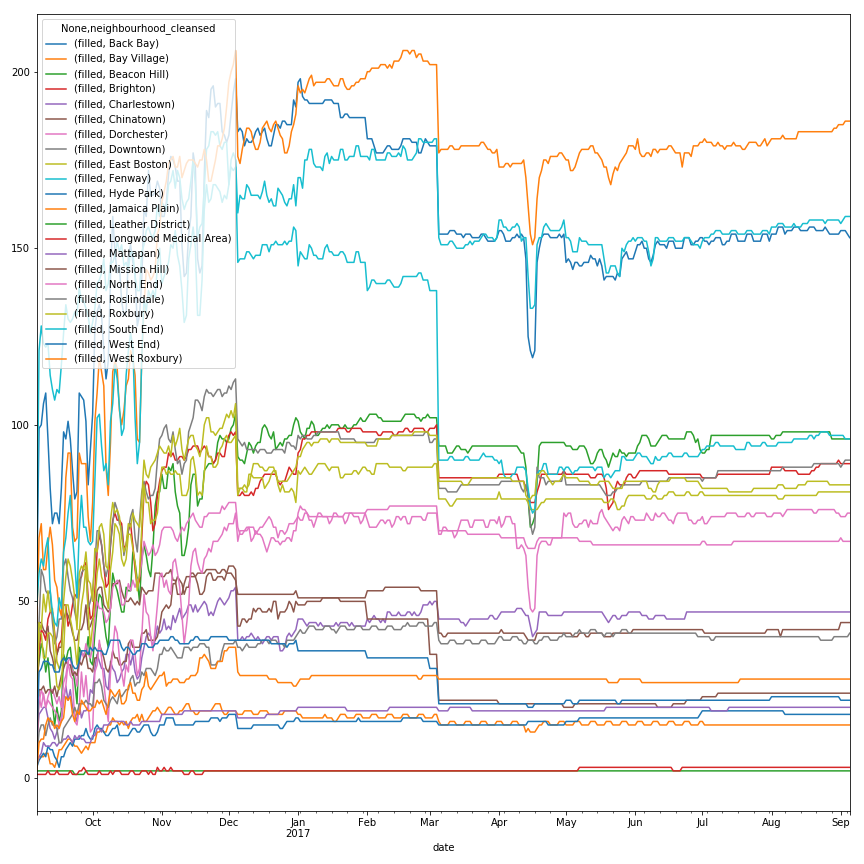 None,neighbourhood_cleansed
(filled, Back Bay)
(filled, Bay Village)
(filled, Beacon Hill)
(filled, Brighton)
(filled, Charlestown)
(filled, Chinatown)
(filled, Dorchester)
(filled, Downtown)
(filled, East Boston)
(filled, Fenway)
(filled, Hyde Park)
(filled, Jamaica Plain)
(filled, Leather District)
(filled, Longwood Medical Area)
(filled, Mattapan)
(filled, Mission Hill)
(filled, North End)
(filled, Roslindale)
(filled, Roxbury)
(filled, South End)
(filled, West End)
(filled, West Roxbury)
200
150
100
50
0
Oct Nov Dec Jan Feb Mar Apr May Jun Jul Aug Sep
2017
date